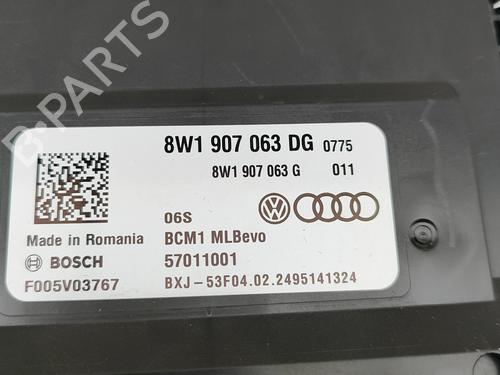 B-PARTS
8W1 907 063 DG 0775
8W1 907 063 G 011
06S
Made in Romania BCM1 MLBevo
BOSCH 57011001
F005V03767 BXJ-53F04.02.2495141324